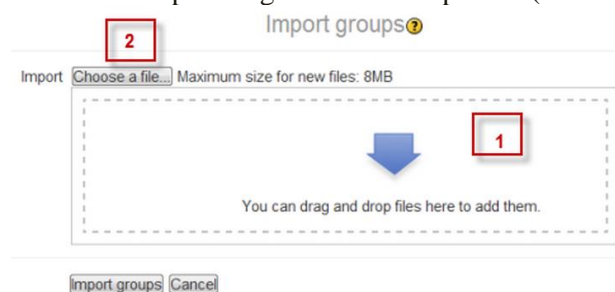 Import groups
2
Import Choose a file... Maximum size for new files: 8MB
1
You can drag and drop files here to add them.
Import groups Cancel